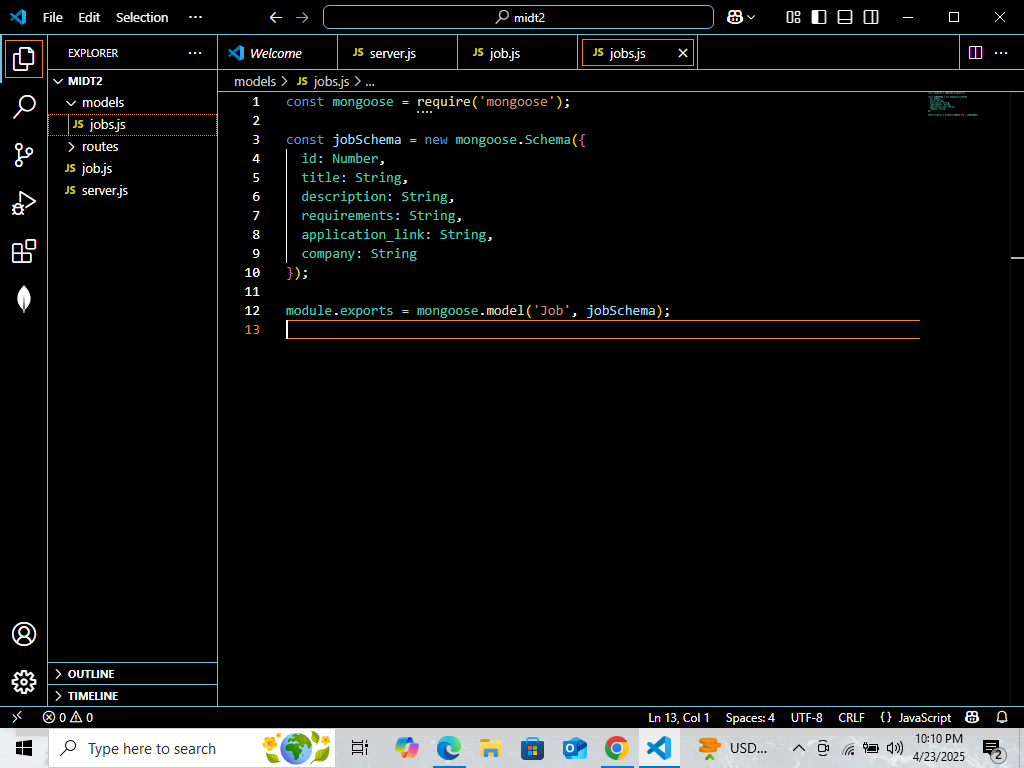 File Edit Selection ··· midt2
EXPLORER ···
MIDT2
models
jobs.js
routes
job.js
server.js
OUTLINE
TIMELINE
Welcome JS server.js JS job.js JS jobs.js
models > JS jobs.js > ...
1 const mongoose = require('mongoose');
2
3 const jobSchema = new mongoose.Schema({
4 id: Number,
5 title: String,
6 description: String,
7 requirements: String,
8 application_link: String,
9 company: String
10 });
11
12 module.exports = mongoose.model('Job', jobSchema);
13
0 0 Ln 13, Col 1 Spaces: 4 UTF-8 CRLF {} JavaScript
Type here to search USD... 10:10 PM
4/23/2025 2